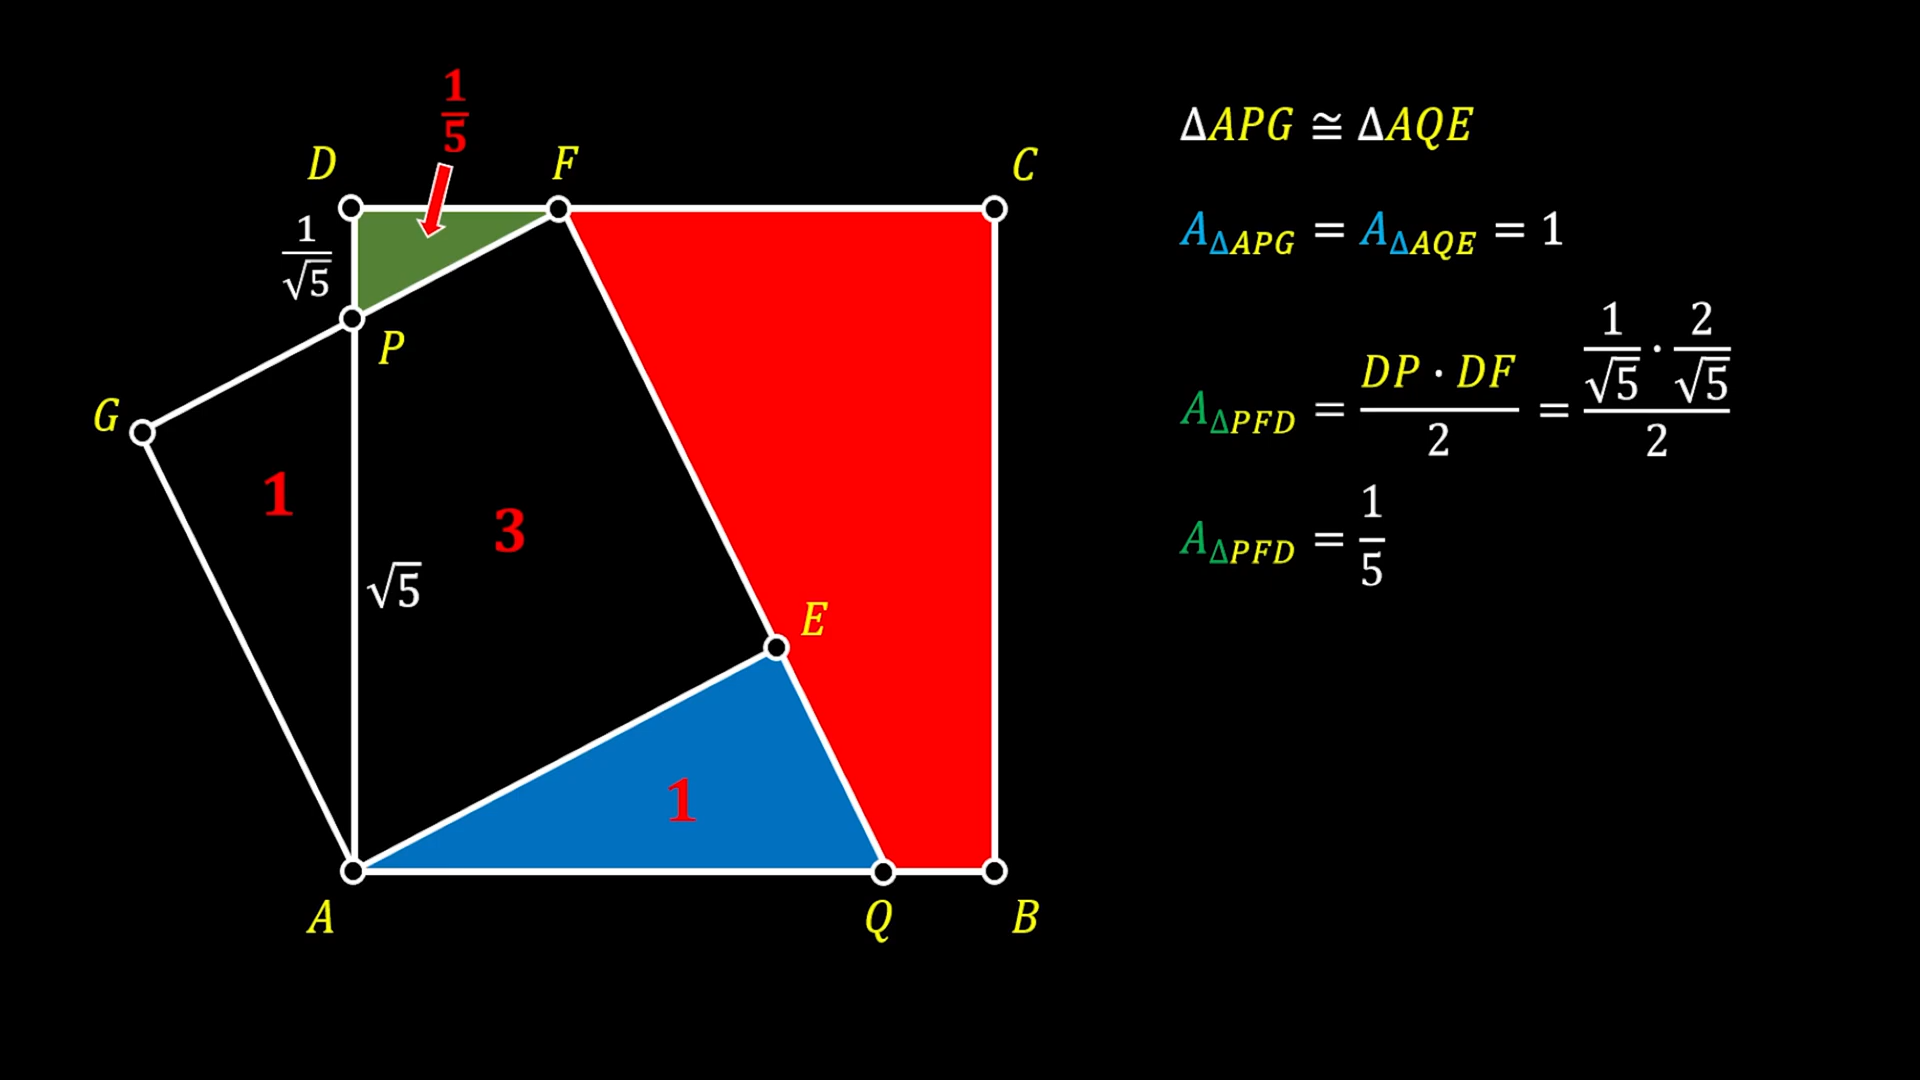 1/5
D F C
1/√5
P
G
1
3
√5
E
1
A Q B
ΔAPG ≅ ΔAQE
A_ΔAPG = A_ΔAQE = 1
A_ΔPFD = (DP · DF)/2 = (1/√5 · 2/√5)/2
A_ΔPFD = 1/5